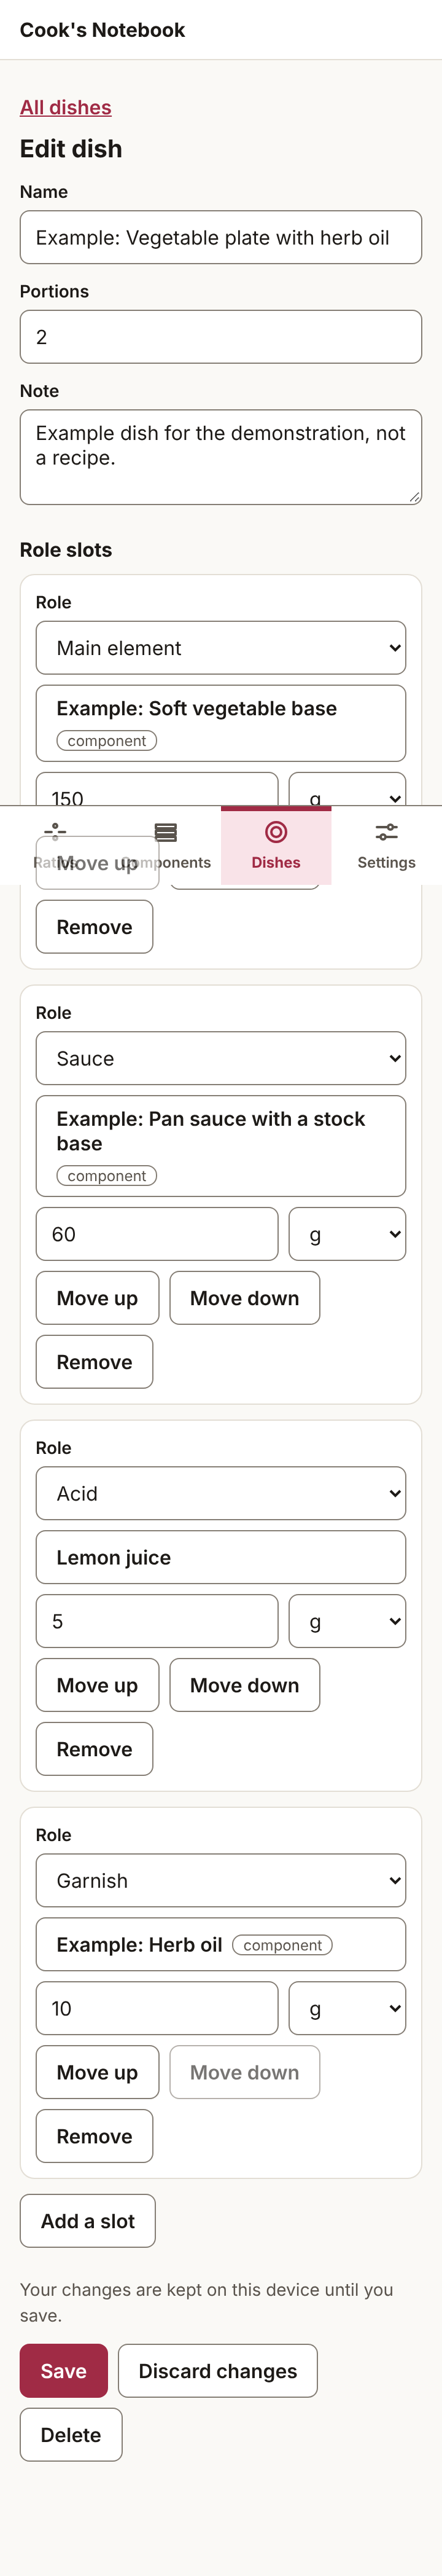 Cook's Notebook
All dishes
Edit dish
Name
Example: Vegetable plate with herb oil
Portions
2
Note
Example dish for the demonstration, not
a recipe.
Role slots
Role
Main element
Example: Soft vegetable base
component
150 g
Move up
Components
Dishes
Settings
Remove
Role
Sauce
Example: Pan sauce with a stock
base
component
60 g
Move up Move down
Remove
Role
Acid
Lemon juice
5 g
Move up Move down
Remove
Role
Garnish
Example: Herb oil component
10 g
Move up Move down
Remove
Add a slot
Your changes are kept on this device until you
save.
Save Discard changes
Delete